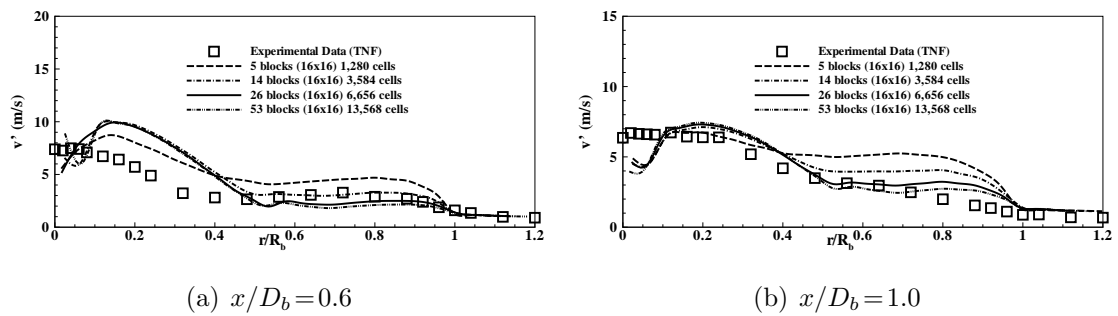 20
15
10
5
0
v' (m/s)
Experimental Data (TNF)
5 blocks (16x16) 1,280 cells
14 blocks (16x16) 3,584 cells
26 blocks (16x16) 6,656 cells
53 blocks (16x16) 13,568 cells
0 0.2 0.4 0.6 0.8 1 1.2
r/R_b
(a) x/D_b = 0.6
15
10
5
0
v' (m/s)
Experimental Data (TNF)
5 blocks (16x16) 1,280 cells
14 blocks (16x16) 3,584 cells
26 blocks (16x16) 6,656 cells
53 blocks (16x16) 13,568 cells
0 0.2 0.4 0.6 0.8 1 1.2
r/R_b
(b) x/D_b = 1.0